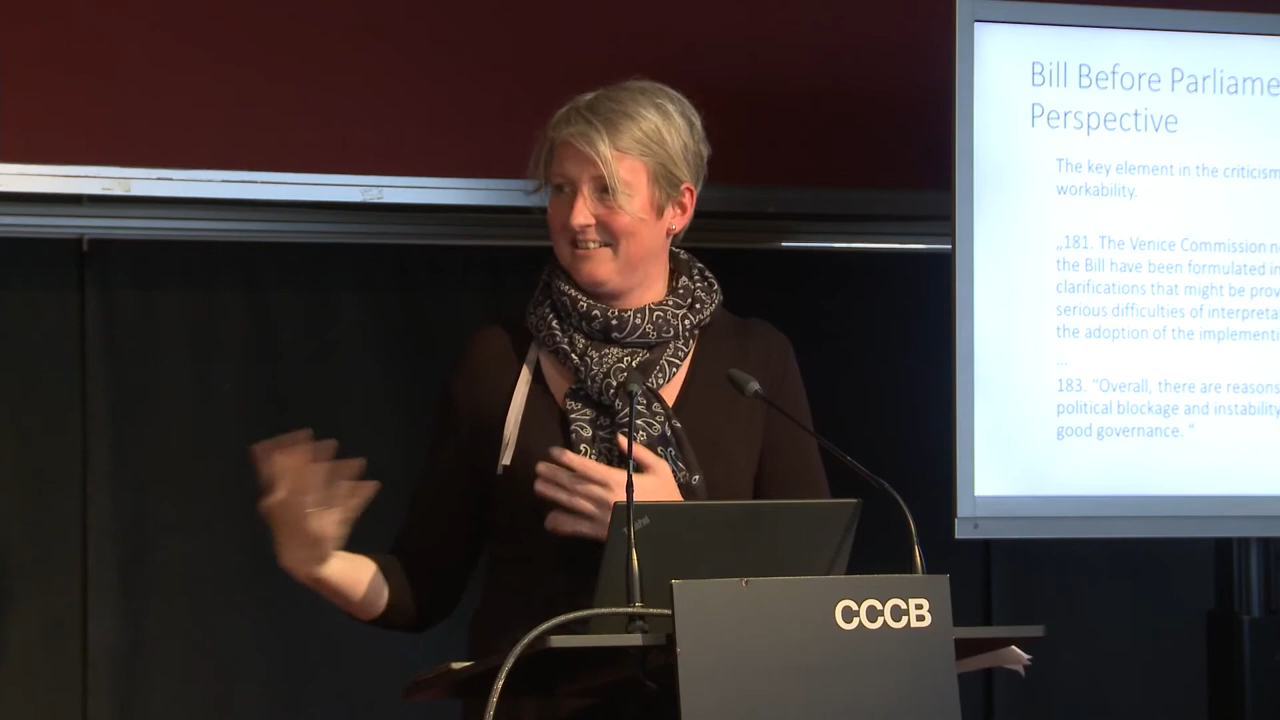 Bill Before Parliame
Perspective
The key element in the criticism
workability.
„181. The Venice Commission n
the Bill have been formulated in
clarifications that might be prov
serious difficulties of interpreta
the adoption of the implementi
...
183. "Overall, there are reasons
political blockage and instability
good governance. "
ThinkPad
CCCB